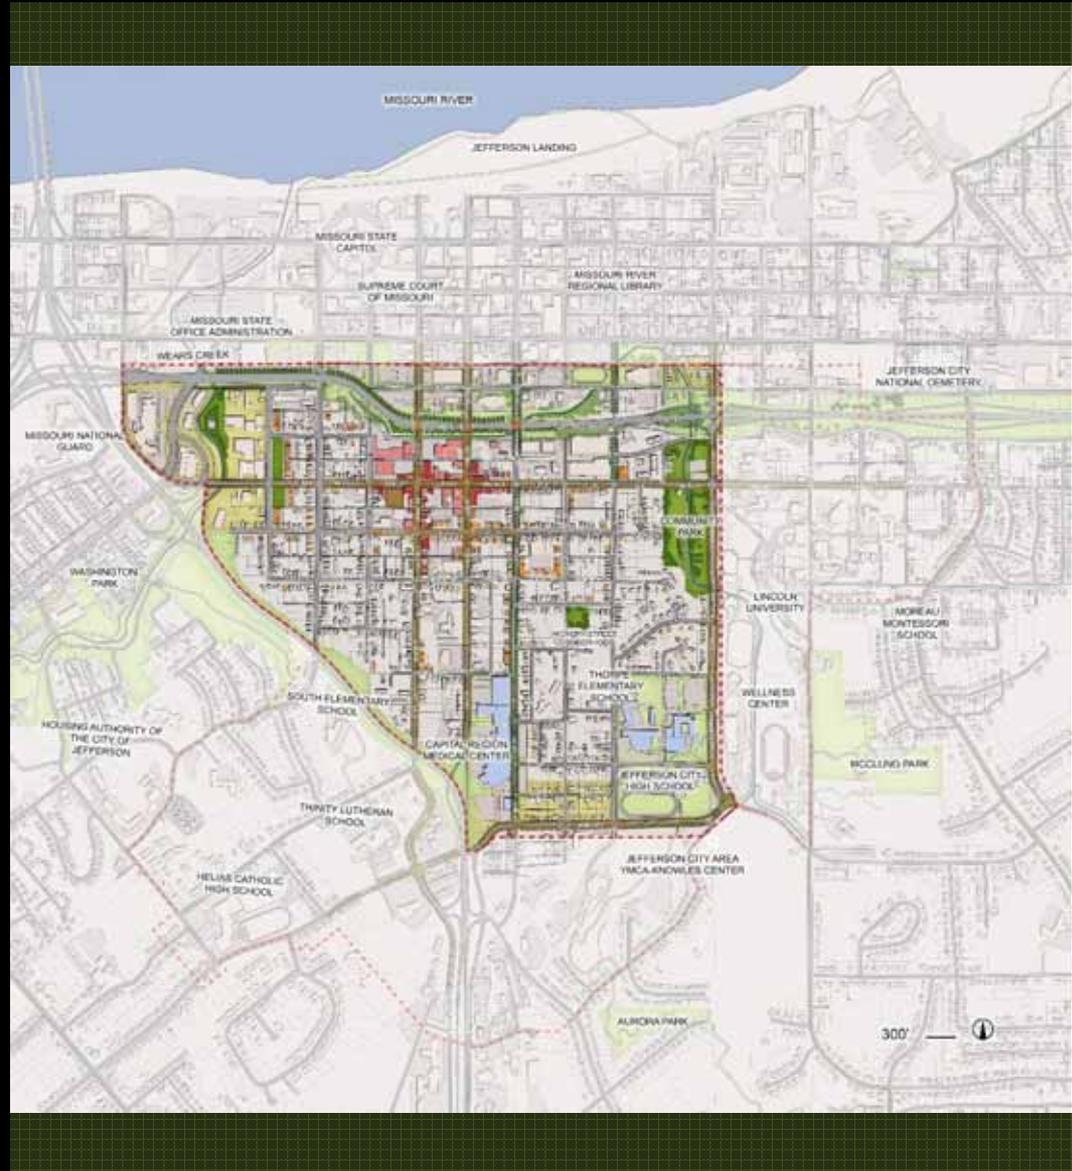 MISSOURI RIVER
JEFFERSON LANDING
MISSOURI STATE
CAPITOL
MISSOURI RIVER
REGIONAL LIBRARY
SUPREME COURT
OF MISSOURI
MISSOURI STATE
OFFICE ADMINISTRATION
WEARS CREEK
JEFFERSON CITY
NATIONAL CEMETERY
MISSOURI NATIONAL
GUARD
COMMUNITY
PARK
WASHINGTON
PARK
LINCOLN
UNIVERSITY
MOREAU
MONTESSORI
SCHOOL
THORPE
ELEMENTARY
SCHOOL
SOUTH ELEMENTARY
SCHOOL
WELLNESS
CENTER
HOUSING AUTHORITY OF
THE CITY OF
JEFFERSON
CAPITAL REGION
MEDICAL CENTER
MCCLUNG PARK
JEFFERSON CITY
HIGH SCHOOL
TRINITY LUTHERAN
SCHOOL
JEFFERSON CITY AREA
YMCA-KNOWLES CENTER
HELIAS CATHOLIC
HIGH SCHOOL
AURORA PARK
300'